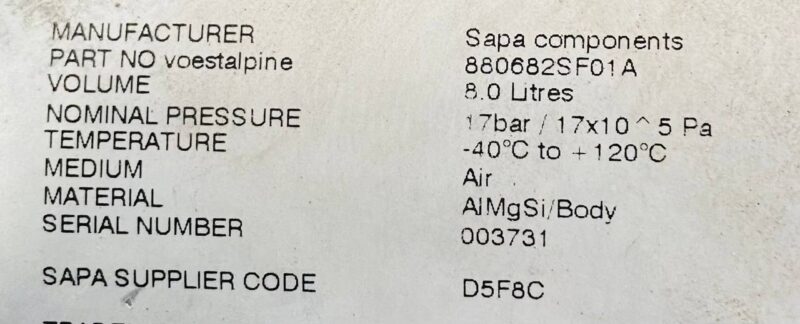 MANUFACTURER Sapa components
PART NO voestalpine 880682SF01A
VOLUME 8.0 Litres
NOMINAL PRESSURE 17bar / 17x10^5 Pa
TEMPERATURE -40°C to +120°C
MEDIUM Air
MATERIAL AlMgSi/Body
SERIAL NUMBER 003731
SAPA SUPPLIER CODE D5F8C